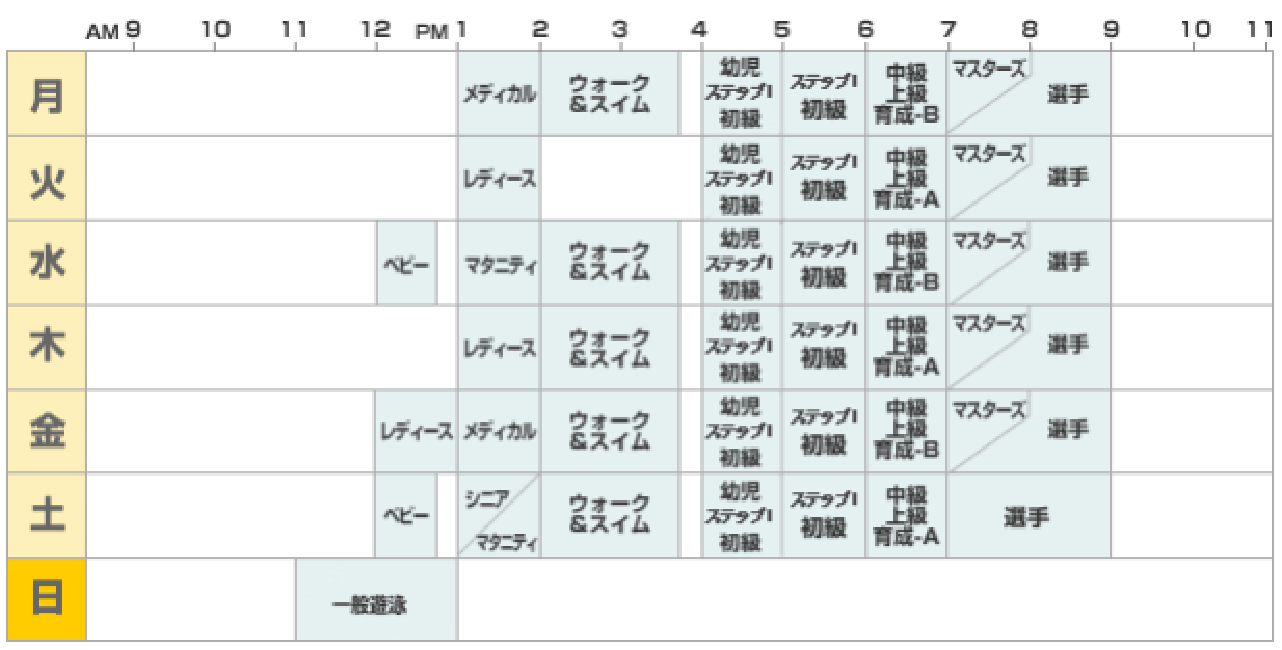 AM 9 10 11 12 PM 1 2 3 4 5 6 7 8 9 10 11
月
メディカル
ウォーク
&スイム
幼児
ステップ1
初級
ステップ1
初級
中級
上級
育成-B
マスターズ
選手
火
レディース
幼児
ステップ1
初級
ステップ1
初級
中級
上級
育成-A
マスターズ
選手
水
ベビー
マタニティ
ウォーク
&スイム
幼児
ステップ1
初級
ステップ1
初級
中級
上級
育成-B
マスターズ
選手
木
レディース
ウォーク
&スイム
幼児
ステップ1
初級
ステップ1
初級
中級
上級
育成-A
マスターズ
選手
金
レディース
メディカル
ウォーク
&スイム
幼児
ステップ1
初級
ステップ1
初級
中級
上級
育成-B
マスターズ
選手
土
ベビー
シニア
マタニティ
ウォーク
&スイム
幼児
ステップ1
初級
ステップ1
初級
中級
上級
育成-A
選手
日
一般遊泳